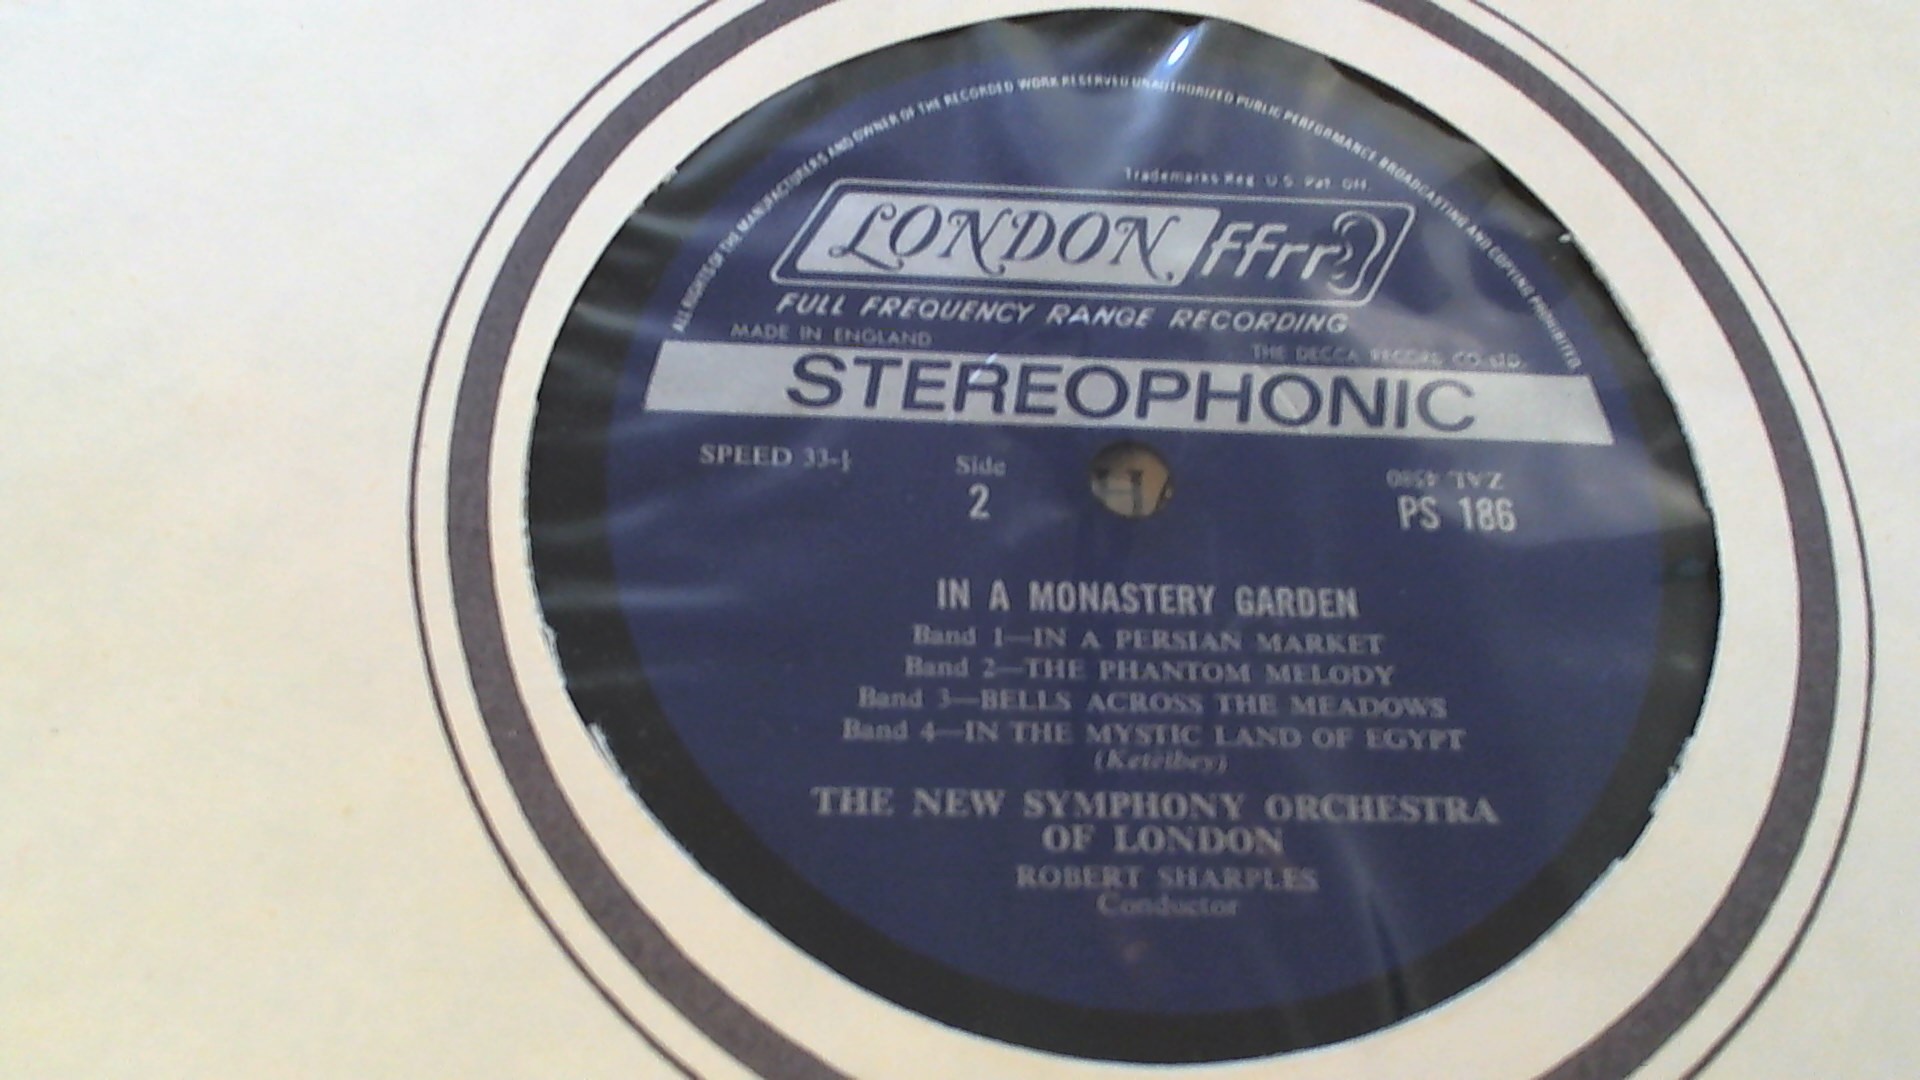 ALL RIGHTS OF THE MANUFACTURERS AND OWNER OF THE RECORDED WORK RESERVED UNAUTHORIZED PUBLIC PERFORMANCE BROADCASTING AND COPYING PROHIBITED
Trademarks Reg. U.S. Pat. Off.
LONDON ffrr
FULL FREQUENCY RANGE RECORDING
MADE IN ENGLAND
THE DECCA RECORD CO. LTD.
STEREOPHONIC
SPEED 33-⅓
Side
2
ZAL 4580
PS 186
IN A MONASTERY GARDEN
Band 1—IN A PERSIAN MARKET
Band 2—THE PHANTOM MELODY
Band 3—BELLS ACROSS THE MEADOWS
Band 4—IN THE MYSTIC LAND OF EGYPT
(Ketèlbey)
THE NEW SYMPHONY ORCHESTRA
OF LONDON
ROBERT SHARPLES
Conductor